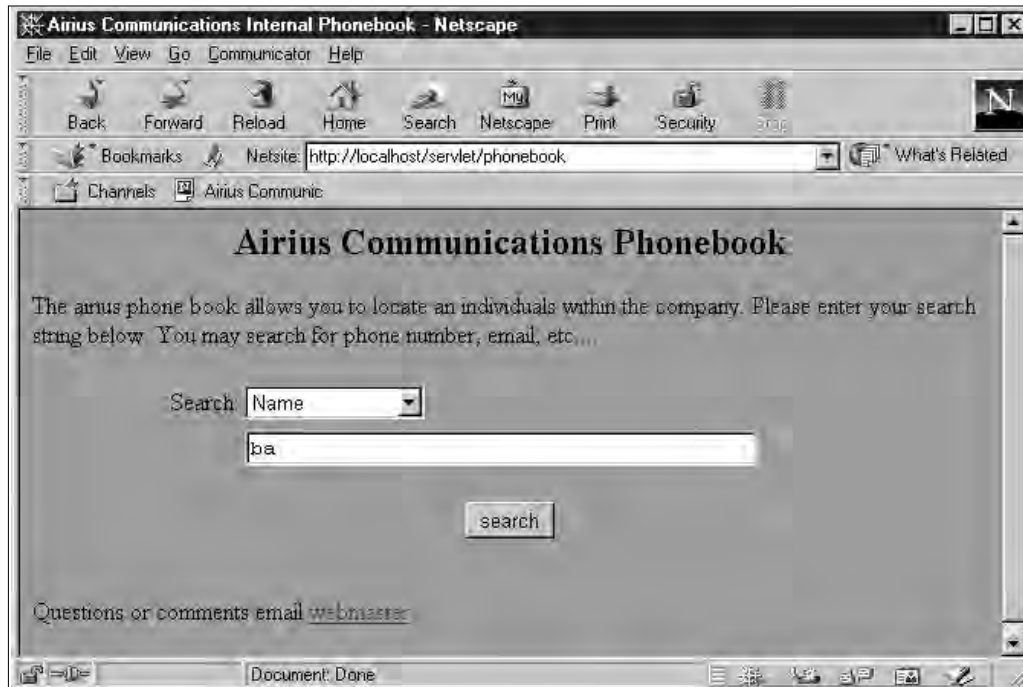 Airius Communications Internal Phonebook - Netscape
File Edit View Go Communicator Help
Back Forward Reload Home Search Netscape Print Security
My
N
Bookmarks Netsite: http://localhost/servlet/phonebook What's Related
Channels Airius Communic
Airius Communications Phonebook
The airius phone book allows you to locate an individuals within the company. Please enter your search
string below. You may search for phone number, email, etc....
Search: Name
ba
search
Questions or comments email webmaster.
Document: Done